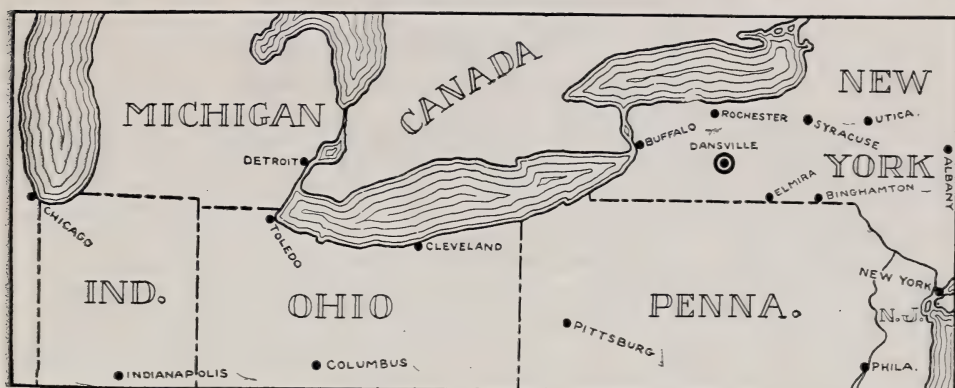 CANADA
NEW
MICHIGAN
ROCHESTER
SYRACUSE
UTICA.
BUFFALO
DANSVILLE
DETROIT
YORK
ALBANY
ELMIRA
BINGHAMTON
CHICAGO
TOLEDO
CLEVELAND
NEW YORK
IND.
OHIO
PENNA.
N.J.
PITTSBURG
INDIANAPOLIS
COLUMBUS
PHILA.